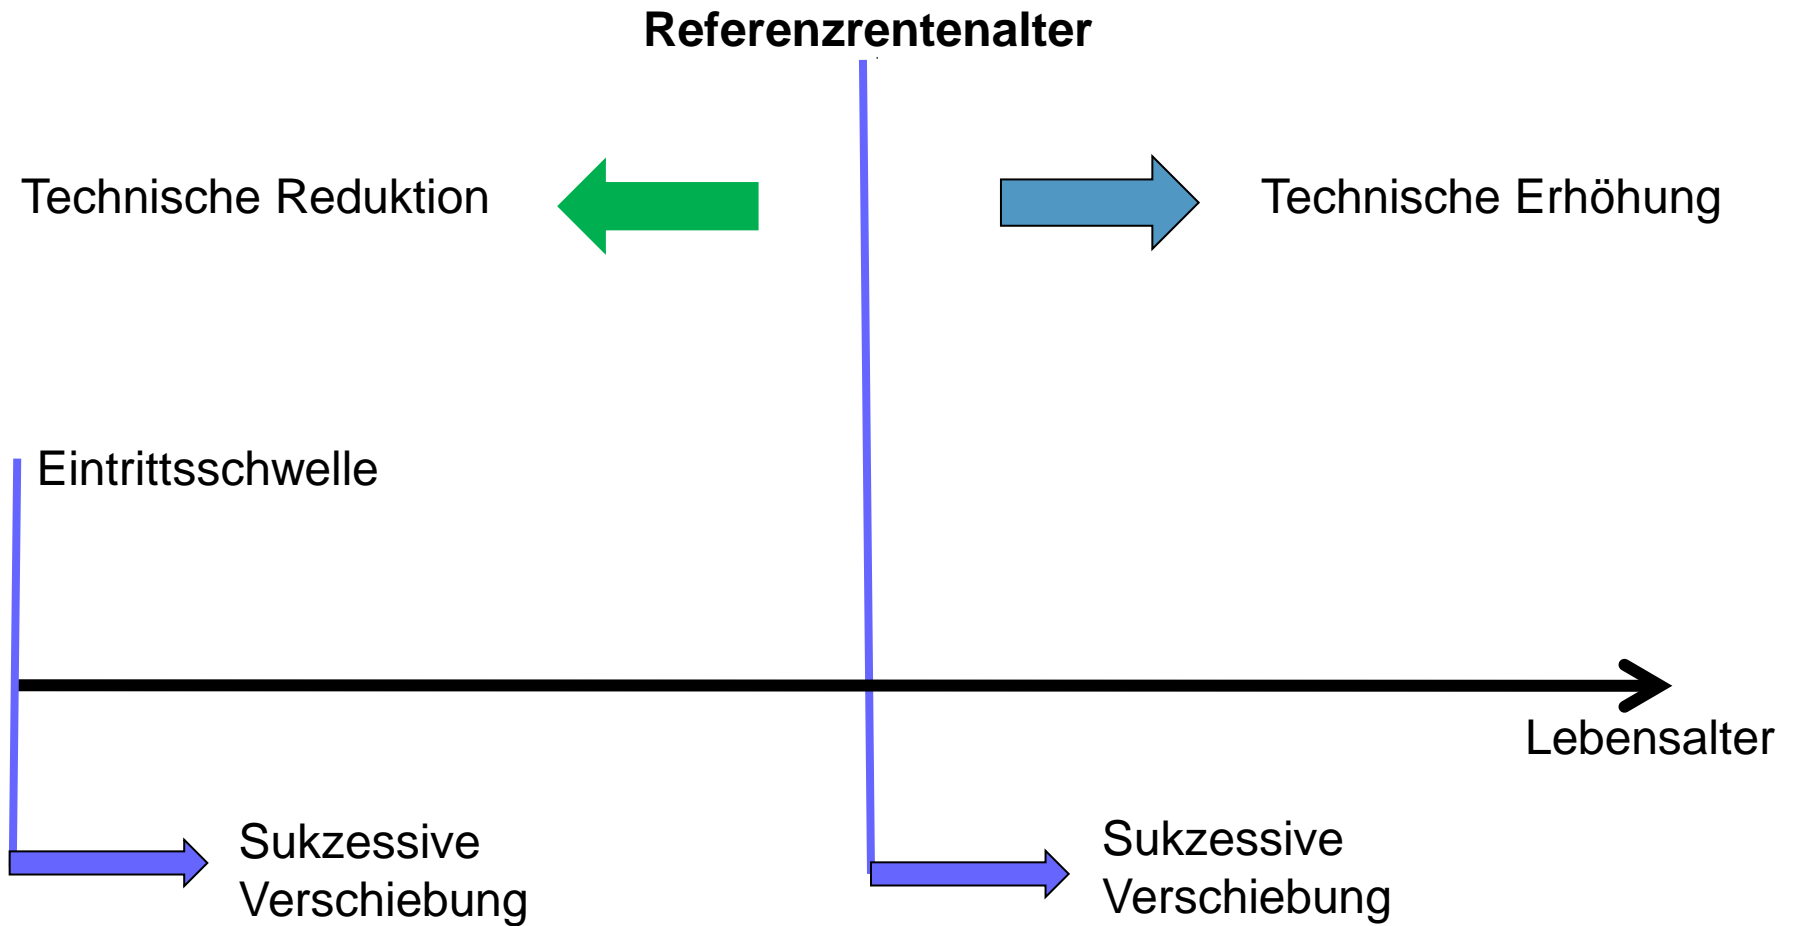 Referenzrentenalter
Technische Reduktion
Technische Erhöhung
Eintrittsschwelle
Lebensalter
Sukzessive
Verschiebung
Sukzessive
Verschiebung